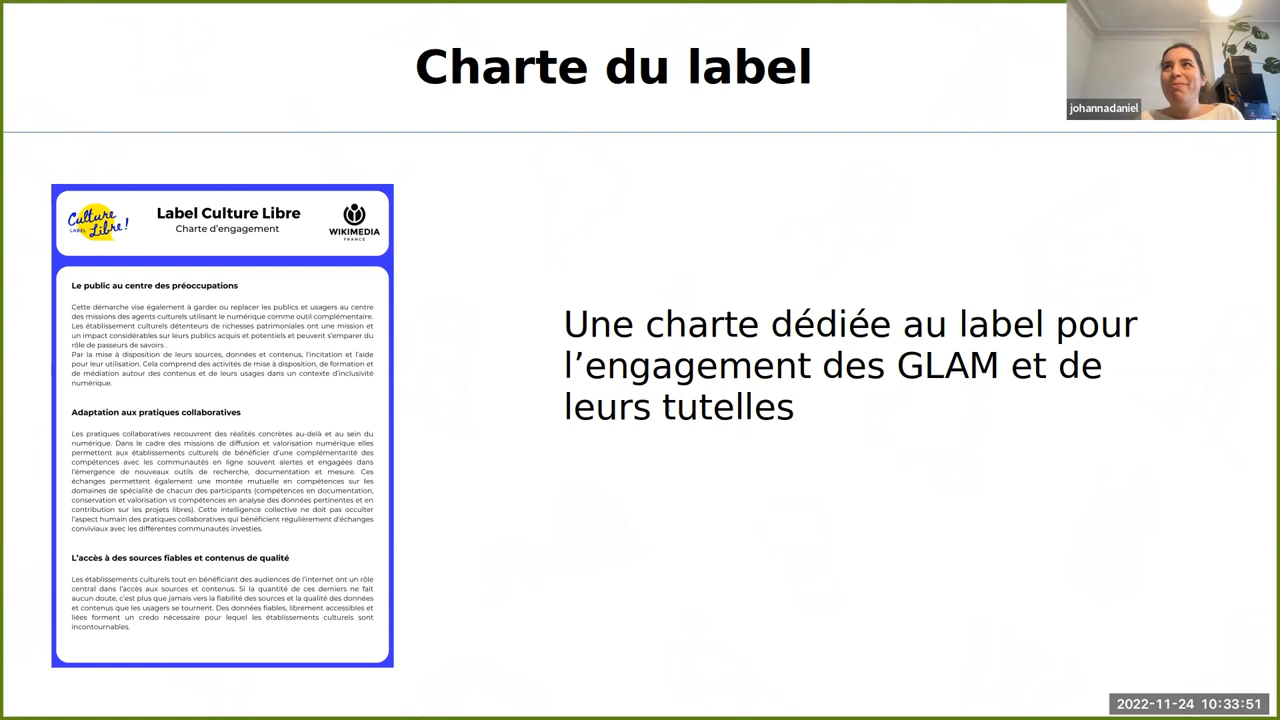 Charte du label
johannadaniel
Culture
LABEL Libre !
Label Culture Libre
Charte d'engagement
WIKIMEDIA
FRANCE
Le public au centre des préoccupations
Cette démarche vise également à garder ou replacer les publics et usagers au centre
des missions des agents culturels utilisant le numérique comme outil complémentaire.
Les établissement culturels détenteurs de richesses patrimoniales ont une mission et
un impact considérables sur leurs publics acquis et potentiels et peuvent s'emparer du
rôle de passeurs de savoirs .
Par la mise à disposition de leurs sources, données et contenus, l'incitation et l'aide
pour leur utilisation. Cela comprend des activités de mise à disposition, de formation et
de médiation autour des contenus et de leurs usages dans un contexte d'inclusivité
numérique.
Adaptation aux pratiques collaboratives
Les pratiques collaboratives recouvrent des réalités concrètes au-delà et au sein du
numérique. Dans le cadre des missions de diffusion et valorisation numérique elles
permettent aux établissements culturels de bénéficier d'une complémentarité des
compétences avec les communautés en ligne souvent alertes et engagées dans
l'émergence de nouveaux outils de recherche, documentation et mesure. Ces
échanges permettent également une montée mutuelle en compétences sur les
domaines de spécialité de chacun des participants (compétences en documentation,
conservation et valorisation vs compétences en analyse des données pertinentes et en
contribution sur les projets libres). Cette intelligence collective ne doit pas occulter
l'aspect humain des pratiques collaboratives qui bénéficient régulièrement d'échanges
conviviaux avec les différentes communautés investies.
L'accès à des sources fiables et contenus de qualité
Les établissements culturels tout en bénéficiant des audiences de l'internet ont un rôle
central dans l'accès aux sources et contenus. Si la quantité de ces derniers ne fait
aucun doute, c'est plus que jamais vers la fiabilité des sources et la qualité des données
et contenus que les usagers se tournent. Des données fiables, librement accessibles et
liées forment un credo nécessaire pour lequel les établissements culturels sont
incontournables.
Une charte dédiée au label pour
l'engagement des GLAM et de
leurs tutelles
2022-11-24 10:33:51